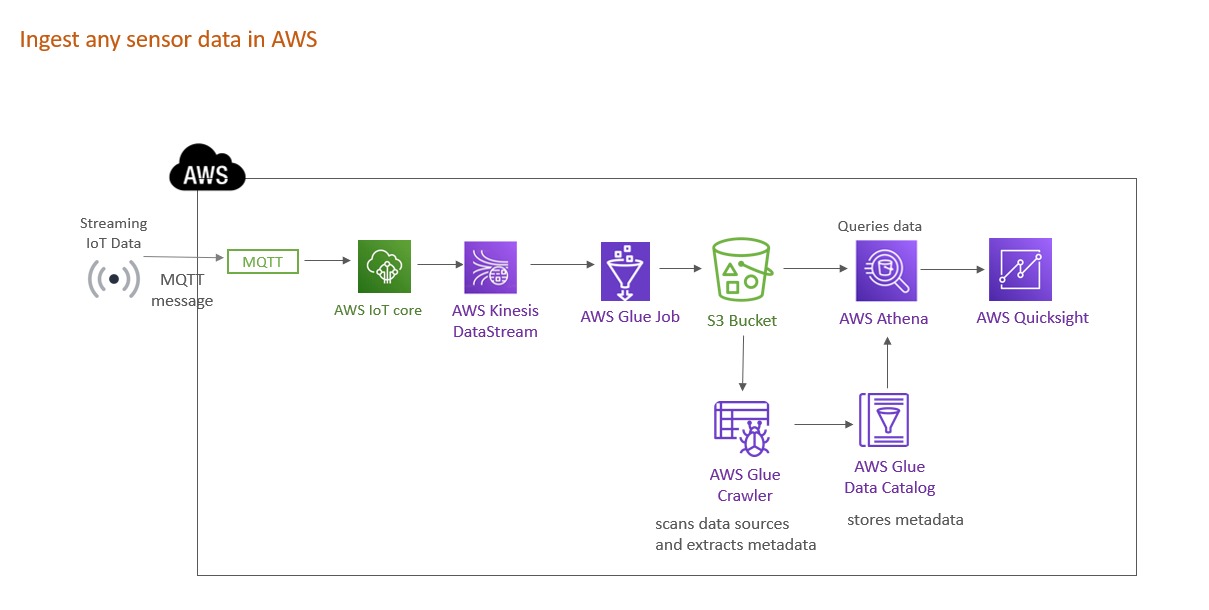 Ingest any sensor data in AWS
AWS
Streaming
IoT Data
MQTT
message
MQTT
AWS IoT core
AWS Kinesis
DataStream
AWS Glue Job
S3 Bucket
Queries data
AWS Athena
AWS Quicksight
AWS Glue
Crawler
scans data sources
and extracts metadata
AWS Glue
Data Catalog
stores metadata